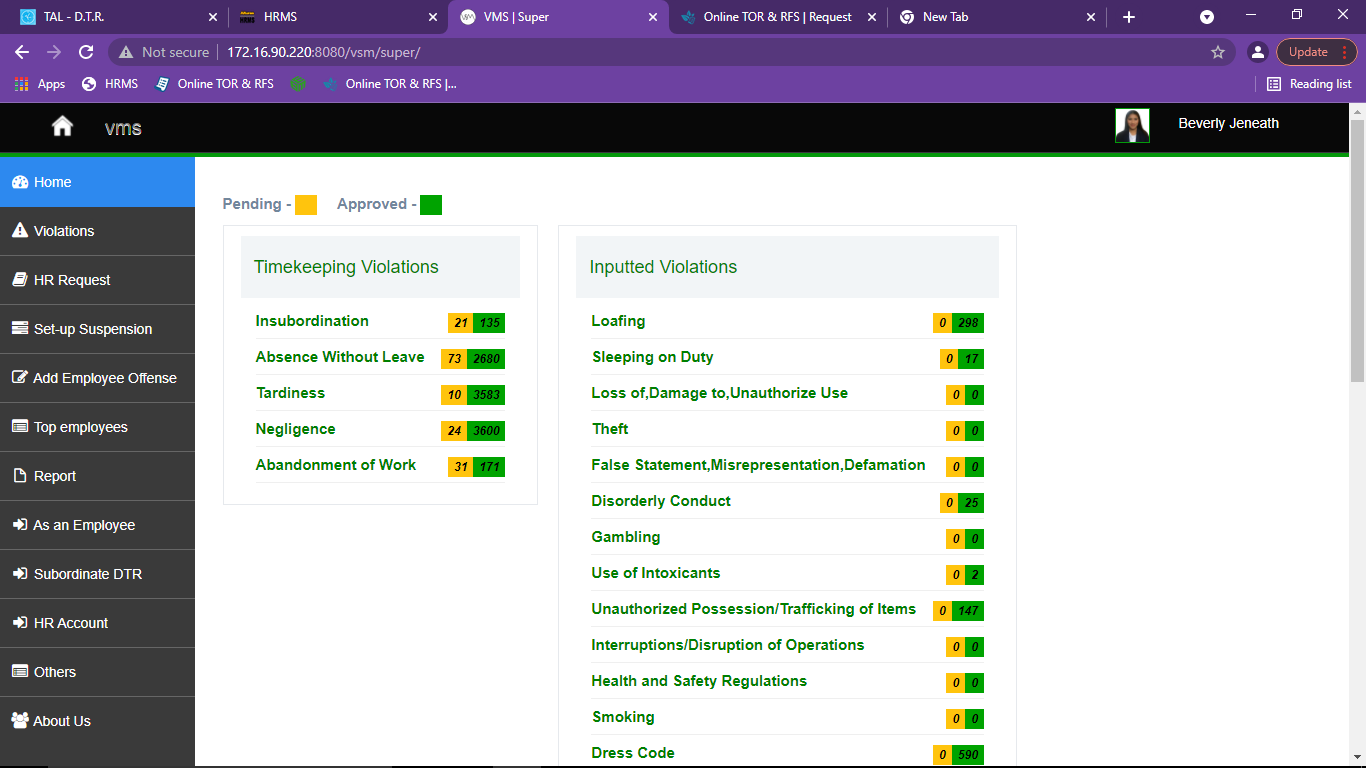 TAL - D.T.R.
HRMS
VMS | Super
Online TOR & RFS | Request
New Tab
Not secure
172.16.90.220:8080/vsm/super/
Update
Apps
HRMS
Online TOR & RFS
Online TOR & RFS |...
Reading list
vms
Beverly Jeneath
Home
Violations
HR Request
Set-up Suspension
Add Employee Offense
Top employees
Report
As an Employee
Subordinate DTR
HR Account
Others
About Us
Pending -
Approved -
Timekeeping Violations
Insubordination 21 135
Absence Without Leave 73 2680
Tardiness 10 3583
Negligence 24 3600
Abandonment of Work 31 171
Inputted Violations
Loafing 0 298
Sleeping on Duty 0 17
Loss of,Damage to,Unauthorize Use 0 0
Theft 0 0
False Statement,Misrepresentation,Defamation 0 0
Disorderly Conduct 0 25
Gambling 0 0
Use of Intoxicants 0 2
Unauthorized Possession/Trafficking of Items 0 147
Interruptions/Disruption of Operations 0 0
Health and Safety Regulations 0 0
Smoking 0 0
Dress Code 0 590